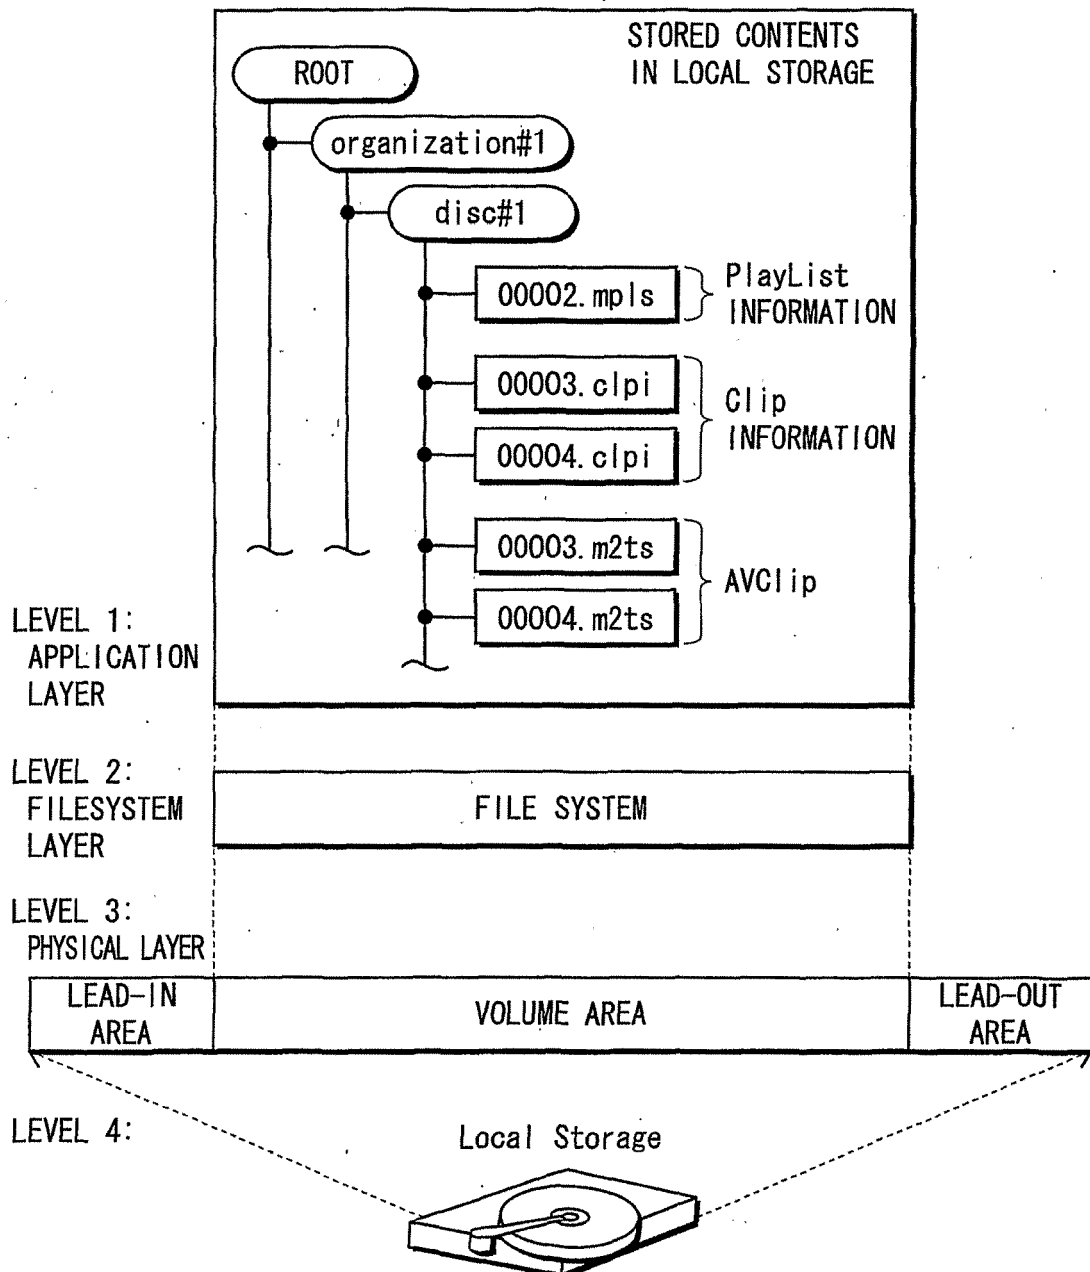 STORED CONTENTS
IN LOCAL STORAGE
ROOT
organization#1
disc#1
00002.mpls
PlayList
INFORMATION
00003.clpi
Clip
INFORMATION
00004.clpi
00003.m2ts
AVClip
00004.m2ts
LEVEL 1:
APPLICATION
LAYER
LEVEL 2:
FILESYSTEM
LAYER
FILE SYSTEM
LEVEL 3:
PHYSICAL LAYER
LEAD-IN
AREA
VOLUME AREA
LEAD-OUT
AREA
LEVEL 4:
Local Storage